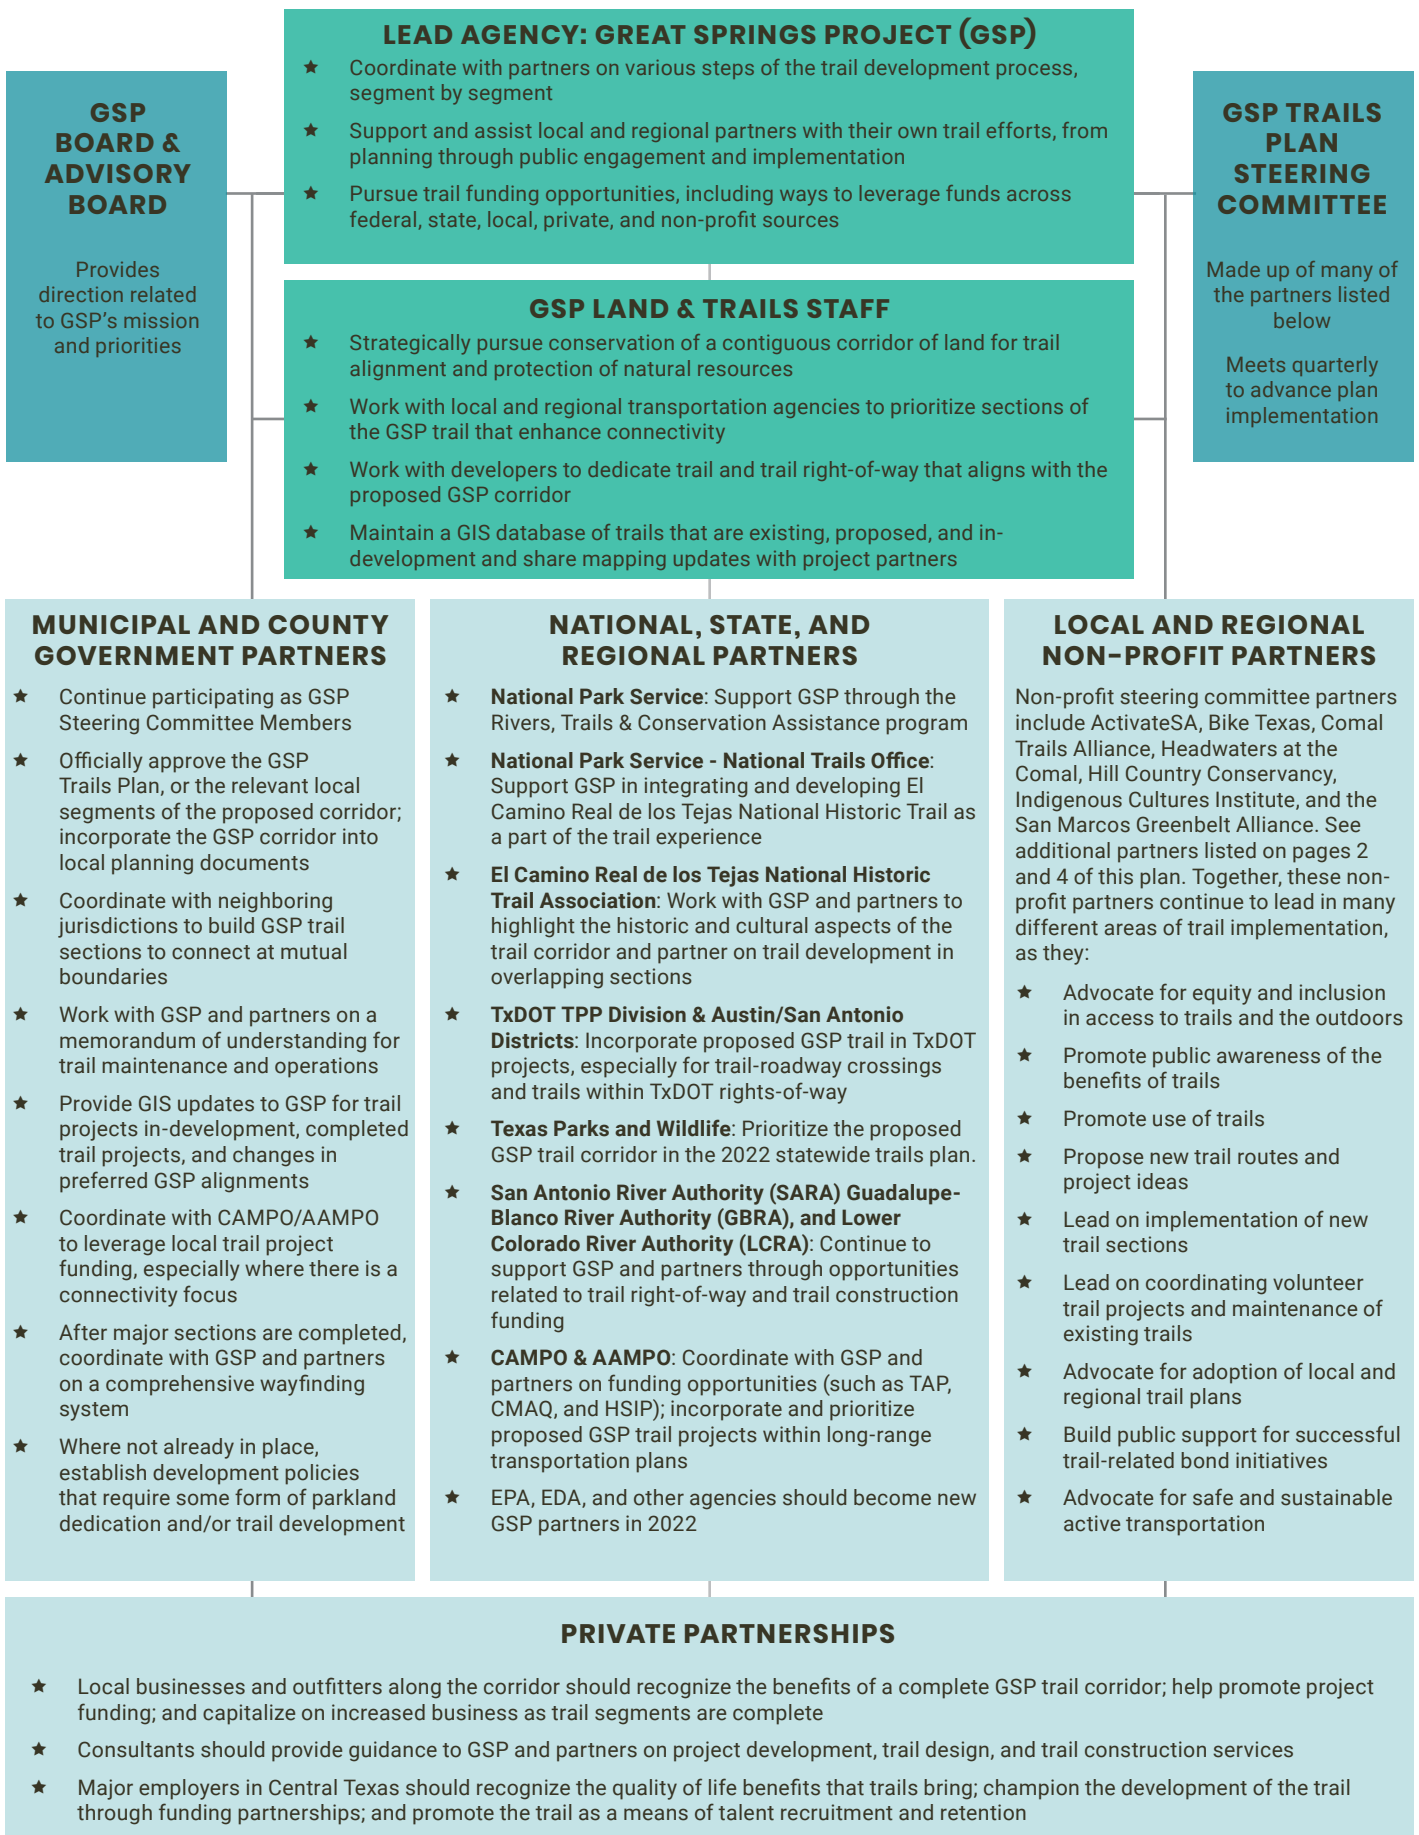 LEAD AGENCY: GREAT SPRINGS PROJECT (GSP)
★ Coordinate with partners on various steps of the trail development process,
segment by segment
★ Support and assist local and regional partners with their own trail efforts, from
planning through public engagement and implementation
★ Pursue trail funding opportunities, including ways to leverage funds across
federal, state, local, private, and non-profit sources
GSP
BOARD &
ADVISORY
BOARD
Provides
direction related
to GSP's mission
and priorities
GSP TRAILS
PLAN
STEERING
COMMITTEE
Made up of many of
the partners listed
below
Meets quarterly
to advance plan
implementation
GSP LAND & TRAILS STAFF
★ Strategically pursue conservation of a contiguous corridor of land for trail
alignment and protection of natural resources
★ Work with local and regional transportation agencies to prioritize sections of
the GSP trail that enhance connectivity
★ Work with developers to dedicate trail and trail right-of-way that aligns with the
proposed GSP corridor
★ Maintain a GIS database of trails that are existing, proposed, and in-
development and share mapping updates with project partners
MUNICIPAL AND COUNTY
GOVERNMENT PARTNERS
★ Continue participating as GSP
Steering Committee Members
★ Officially approve the GSP
Trails Plan, or the relevant local
segments of the proposed corridor;
incorporate the GSP corridor into
local planning documents
★ Coordinate with neighboring
jurisdictions to build GSP trail
sections to connect at mutual
boundaries
★ Work with GSP and partners on a
memorandum of understanding for
trail maintenance and operations
★ Provide GIS updates to GSP for trail
projects in-development, completed
trail projects, and changes in
preferred GSP alignments
★ Coordinate with CAMPO/AAMPO
to leverage local trail project
funding, especially where there is a
connectivity focus
★ After major sections are completed,
coordinate with GSP and partners
on a comprehensive wayfinding
system
★ Where not already in place,
establish development policies
that require some form of parkland
dedication and/or trail development
NATIONAL, STATE, AND
REGIONAL PARTNERS
★ National Park Service: Support GSP through the
Rivers, Trails & Conservation Assistance program
★ National Park Service - National Trails Office:
Support GSP in integrating and developing El
Camino Real de los Tejas National Historic Trail as
a part of the trail experience
★ El Camino Real de los Tejas National Historic
Trail Association: Work with GSP and partners to
highlight the historic and cultural aspects of the
trail corridor and partner on trail development in
overlapping sections
★ TxDOT TPP Division & Austin/San Antonio
Districts: Incorporate proposed GSP trail in TxDOT
projects, especially for trail-roadway crossings
and trails within TxDOT rights-of-way
★ Texas Parks and Wildlife: Prioritize the proposed
GSP trail corridor in the 2022 statewide trails plan.
★ San Antonio River Authority (SARA) Guadalupe-
Blanco River Authority (GBRA), and Lower
Colorado River Authority (LCRA): Continue to
support GSP and partners through opportunities
related to trail right-of-way and trail construction
funding
★ CAMPO & AAMPO: Coordinate with GSP and
partners on funding opportunities (such as TAP,
CMAQ, and HSIP); incorporate and prioritize
proposed GSP trail projects within long-range
transportation plans
★ EPA, EDA, and other agencies should become new
GSP partners in 2022
LOCAL AND REGIONAL
NON-PROFIT PARTNERS
Non-profit steering committee partners
include ActivateSA, Bike Texas, Comal
Trails Alliance, Headwaters at the
Comal, Hill Country Conservancy,
Indigenous Cultures Institute, and the
San Marcos Greenbelt Alliance. See
additional partners listed on pages 2
and 4 of this plan. Together, these non-
profit partners continue to lead in many
different areas of trail implementation,
as they:
★ Advocate for equity and inclusion
in access to trails and the outdoors
★ Promote public awareness of the
benefits of trails
★ Promote use of trails
★ Propose new trail routes and
project ideas
★ Lead on implementation of new
trail sections
★ Lead on coordinating volunteer
trail projects and maintenance of
existing trails
★ Advocate for adoption of local and
regional trail plans
★ Build public support for successful
trail-related bond initiatives
★ Advocate for safe and sustainable
active transportation
PRIVATE PARTNERSHIPS
★ Local businesses and outfitters along the corridor should recognize the benefits of a complete GSP trail corridor; help promote project
funding; and capitalize on increased business as trail segments are complete
★ Consultants should provide guidance to GSP and partners on project development, trail design, and trail construction services
★ Major employers in Central Texas should recognize the quality of life benefits that trails bring; champion the development of the trail
through funding partnerships; and promote the trail as a means of talent recruitment and retention